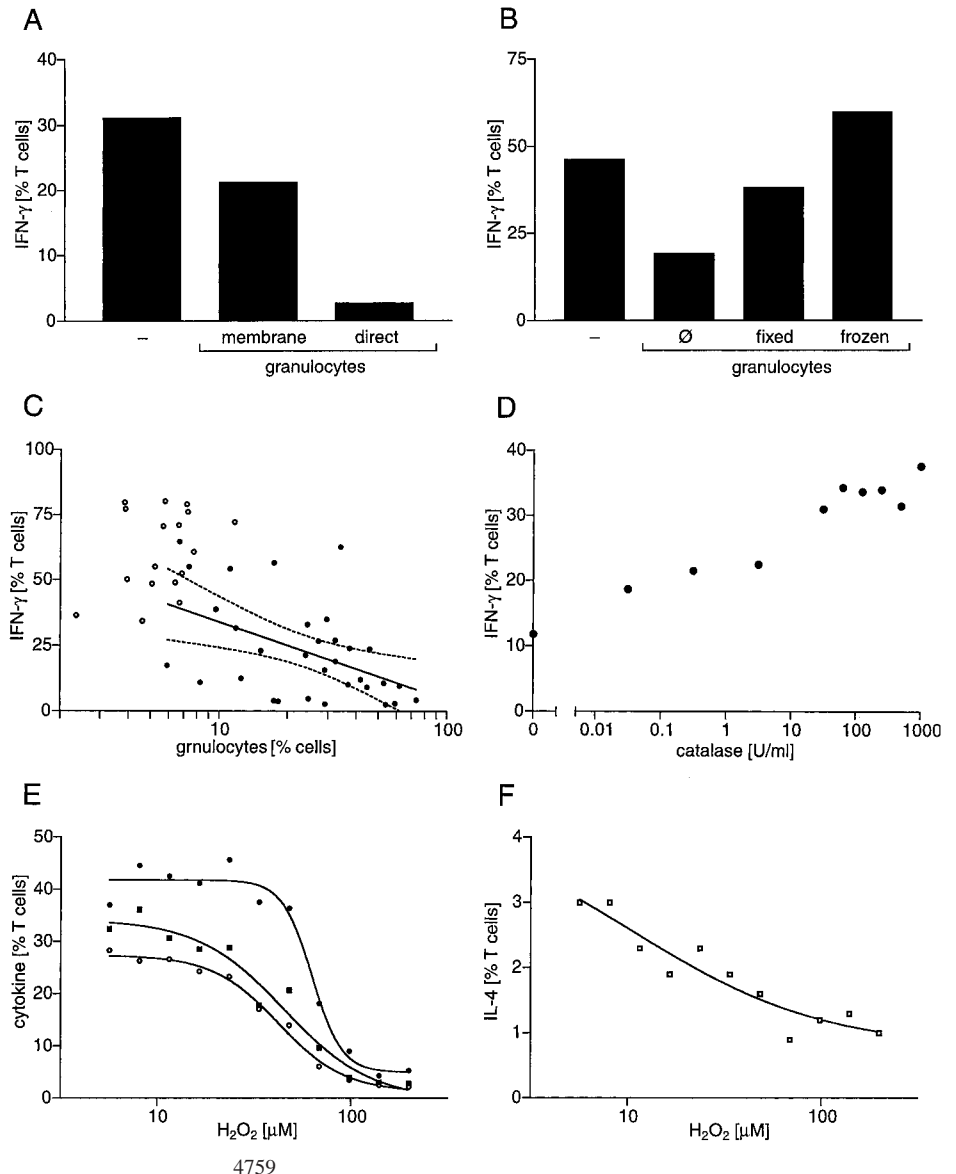 A
IFN-γ [% T cells]
40
30
20
10
0
–
membrane
direct
granulocytes
B
IFN-γ [% T cells]
75
50
25
0
–
Ø
fixed
frozen
granulocytes
C
IFN-γ [% T cells]
100
75
50
25
0
10
100
grnulocytes [% cells]
D
IFN-γ [% T cells]
40
30
20
10
0
0
0.01
0.1
1
10
100
1000
catalase [U/ml]
E
cytokine [% T cells]
50
40
30
20
10
0
10
100
H₂O₂ [μM]
F
IL-4 [% T cells]
4
3
2
1
0
10
100
H₂O₂ [μM]
4759